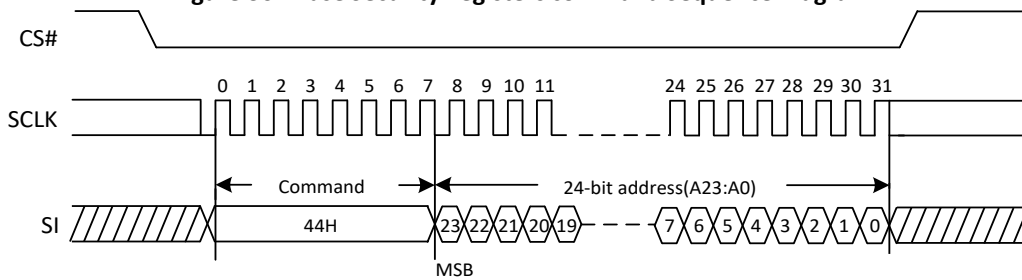 CS#
0 1 2 3 4 5 6 7 8 9 10 11 24 25 26 27 28 29 30 31
SCLK
Command 24-bit address(A23:A0)
SI 44H 23 22 21 20 19 7 6 5 4 3 2 1 0
MSB